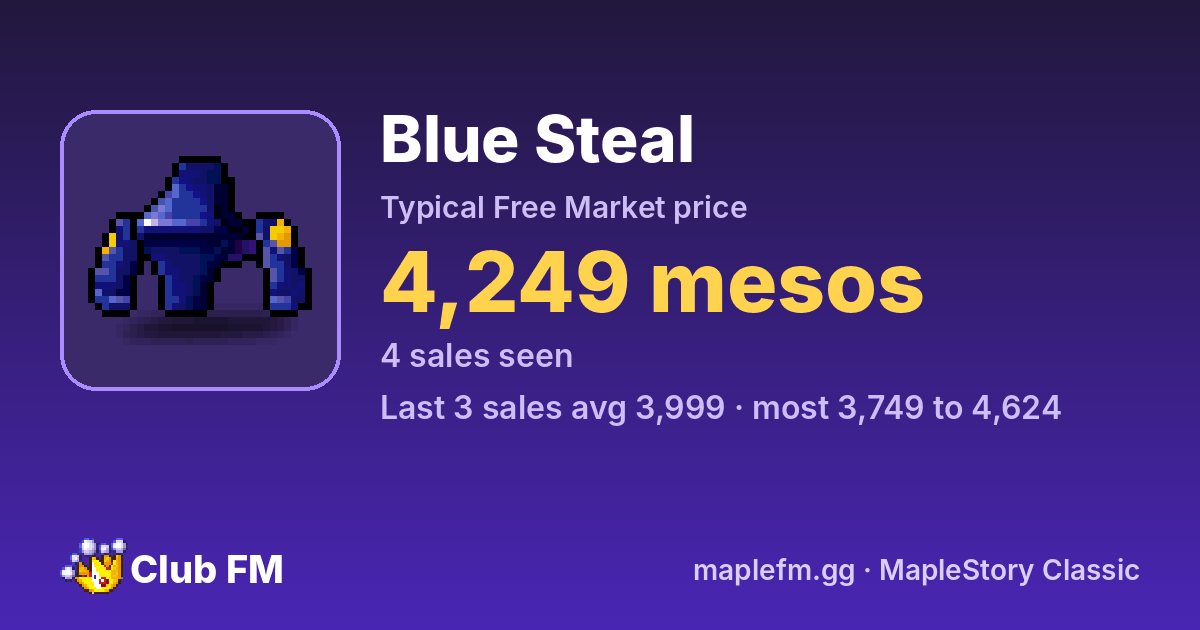 Blue Steal
Typical Free Market price
4,249 mesos
4 sales seen
Last 3 sales avg 3,999 · most 3,749 to 4,624
Club FM
maplefm.gg · MapleStory Classic